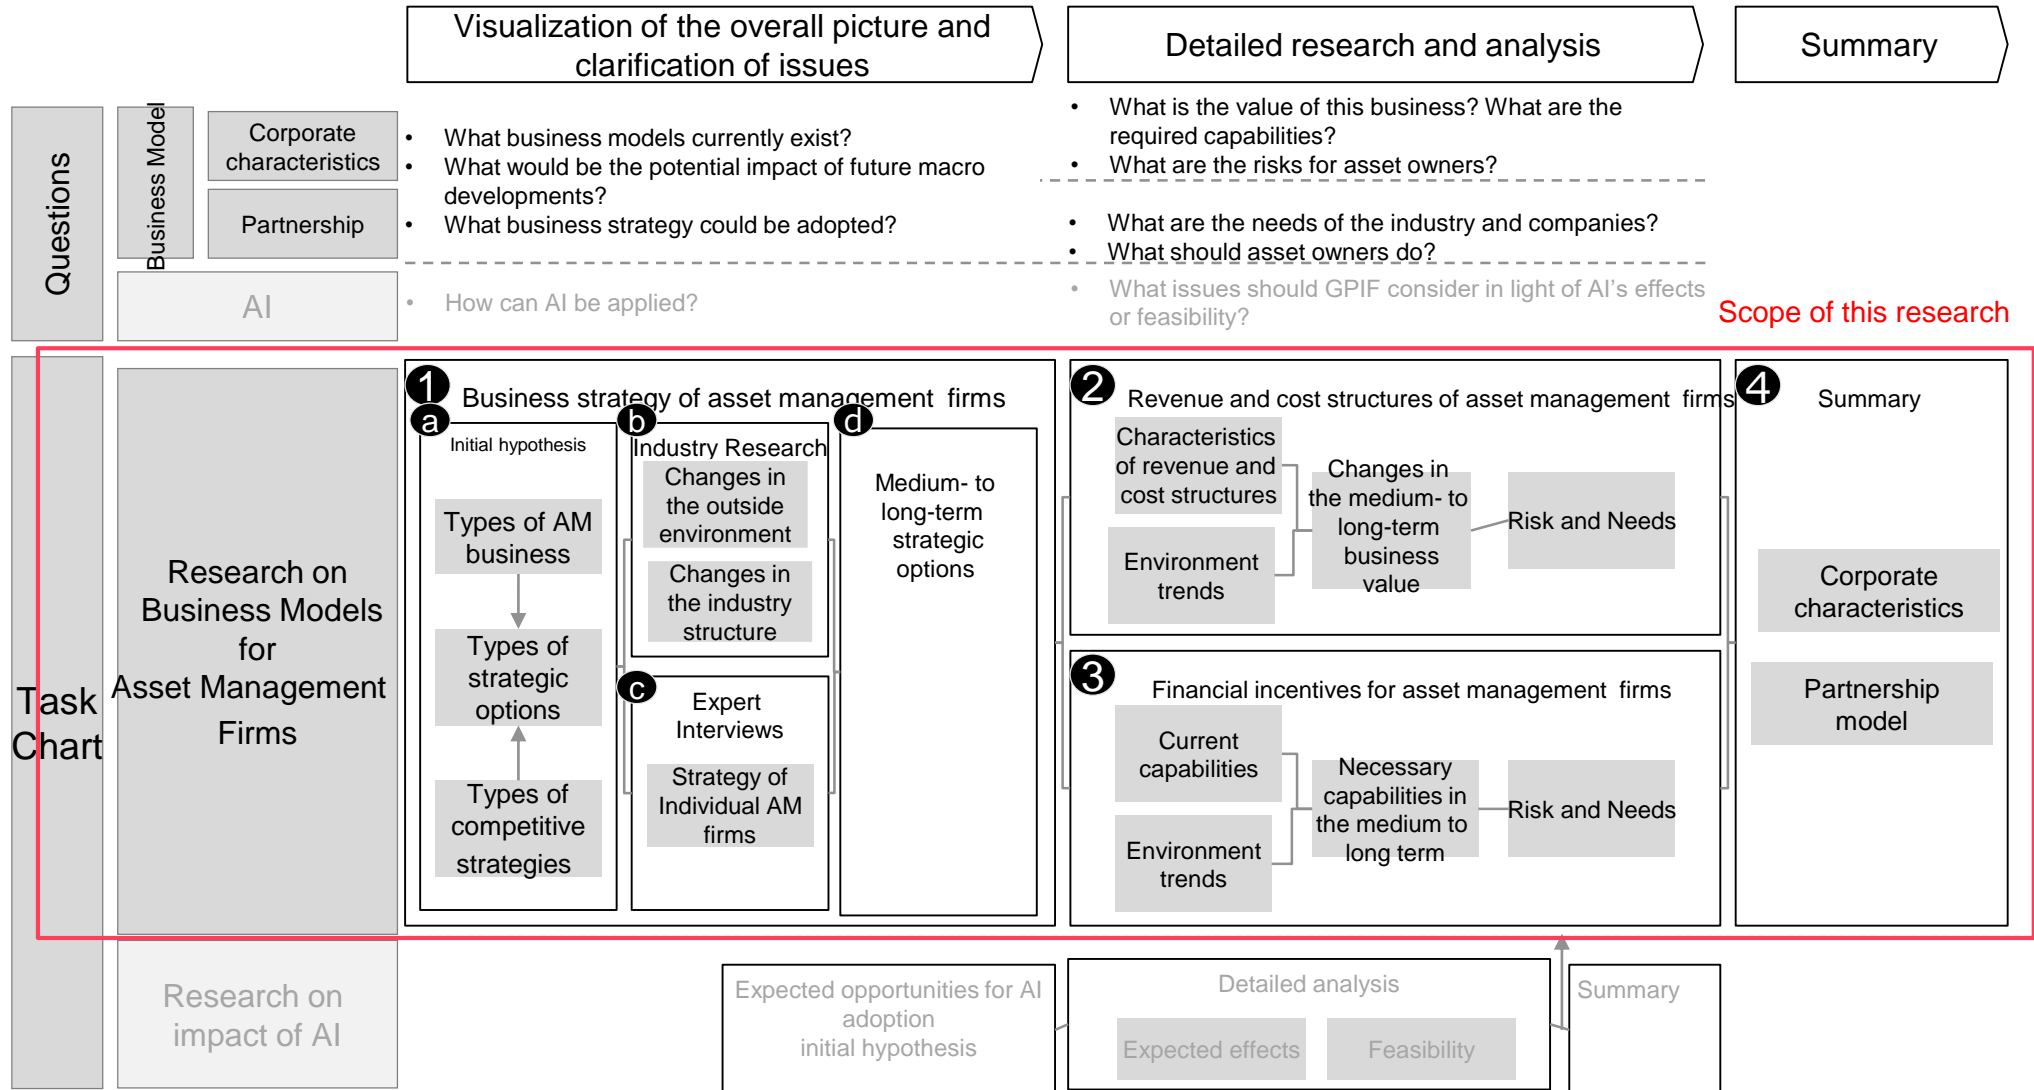 Visualization of the overall picture and
clarification of issues
Detailed research and analysis
Summary
Questions
Business Model
Corporate
characteristics
Partnership
AI
• What business models currently exist?
• What would be the potential impact of future macro
developments?
• What business strategy could be adopted?
• How can AI be applied?
• What is the value of this business? What are the
required capabilities?
• What are the risks for asset owners?
• What are the needs of the industry and companies?
• What should asset owners do?
• What issues should GPIF consider in light of AI's effects
or feasibility?
Scope of this research
Task
Chart
Research on
Business Models
for
Asset Management
Firms
1
Business strategy of asset management firms
a
Initial hypothesis
Types of AM
business
Types of
strategic
options
Types of
competitive
strategies
b
Industry Research
Changes in
the outside
environment
Changes in
the industry
structure
c
Expert
Interviews
Strategy of
Individual AM
firms
d
Medium- to
long-term
strategic
options
2
Revenue and cost structures of asset management firms
Characteristics
of revenue and
cost structures
Environment
trends
Changes in
the medium- to
long-term
business
value
Risk and Needs
3
Financial incentives for asset management firms
Current
capabilities
Environment
trends
Necessary
capabilities in
the medium to
long term
Risk and Needs
4
Summary
Corporate
characteristics
Partnership
model
Research on
impact of AI
Expected opportunities for AI
adoption
initial hypothesis
Detailed analysis
Expected effects
Feasibility
Summary